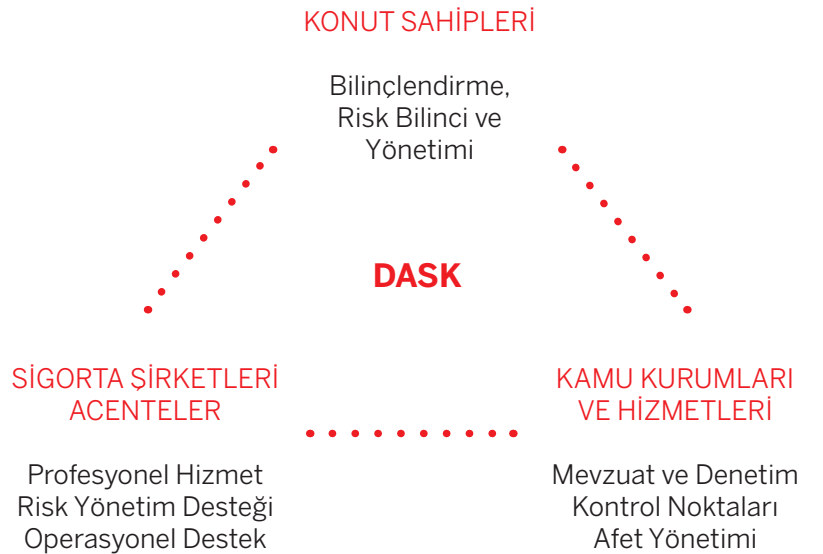 KONUT SAHİPLERİ
Bilinçlendirme,
Risk Bilinci ve
Yönetimi
DASK
SİGORTA ŞİRKETLERİ
ACENTELER
Profesyonel Hizmet
Risk Yönetim Desteği
Operasyonel Destek
KAMU KURUMLARI
VE HİZMETLERİ
Mevzuat ve Denetim
Kontrol Noktaları
Afet Yönetimi